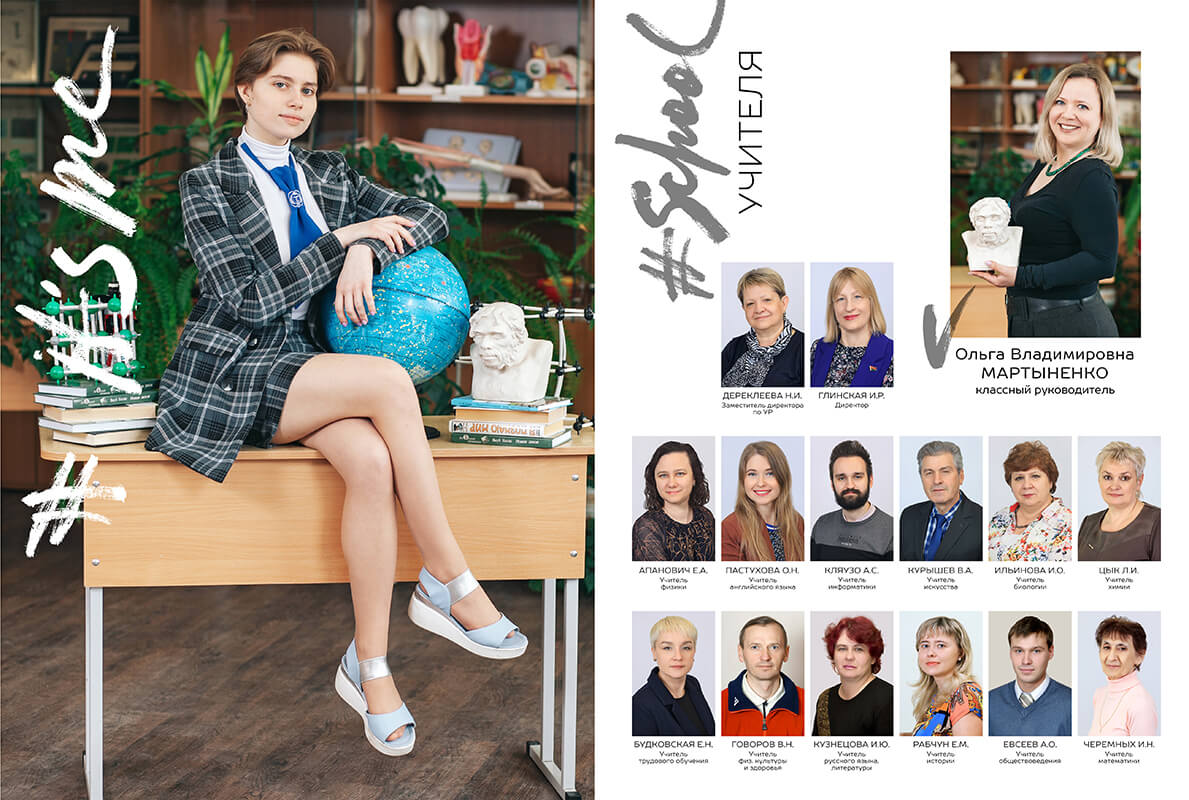 #it's me
ВЯ ПОЗНАЮ МИР
#School
УЧИТЕЛЯ
Ольга Владимировна
МАРТЫНЕНКО
классный руководитель
ДЕРЕКЛЕЕВА Н.И.
Заместитель директора
по УР
ГЛИНСКАЯ И.Р.
Директор
АПАНОВИЧ Е.А.
Учитель
физики
ПАСТУХОВА О.Н.
Учитель
английского языка
КЛЯУЗО А.С.
Учитель
информатики
КУРЫШЕВ В.А.
Учитель
искусства
ИЛЬИНОВА И.О.
Учитель
биологии
ЦЫК Л.И.
Учитель
химии
БУДКОВСКАЯ Е.Н.
Учитель
трудового обучения
ГОВОРОВ В.Н.
Учитель
физ. культуры
и здоровья
КУЗНЕЦОВА И.Ю.
Учитель
русского языка,
литературы
РАБЧУН Е.М.
Учитель
истории
ЕВСЕЕВ А.О.
Учитель
обществоведения
ЧЕРЕМНЫХ И.Н.
Учитель
математики